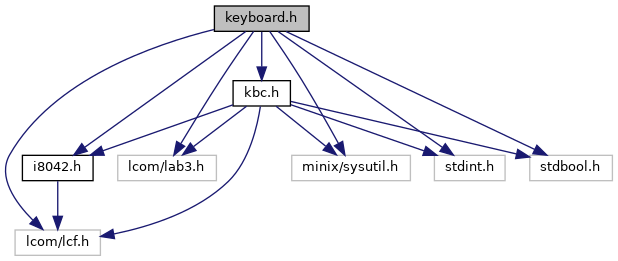 keyboard.h
kbc.h
i8042.h
lcom/lab3.h
minix/sysutil.h
stdint.h
stdbool.h
lcom/lcf.h